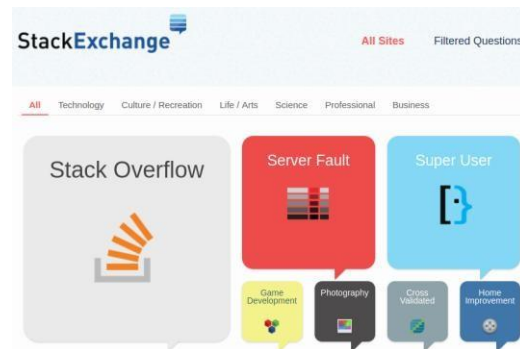 StackExchange
All Sites Filtered Questions
All Technology Culture / Recreation Life / Arts Science Professional Business
Stack Overflow
Server Fault
Super User
Game
Development
Photography
Cross
Validated
Home
Improvement